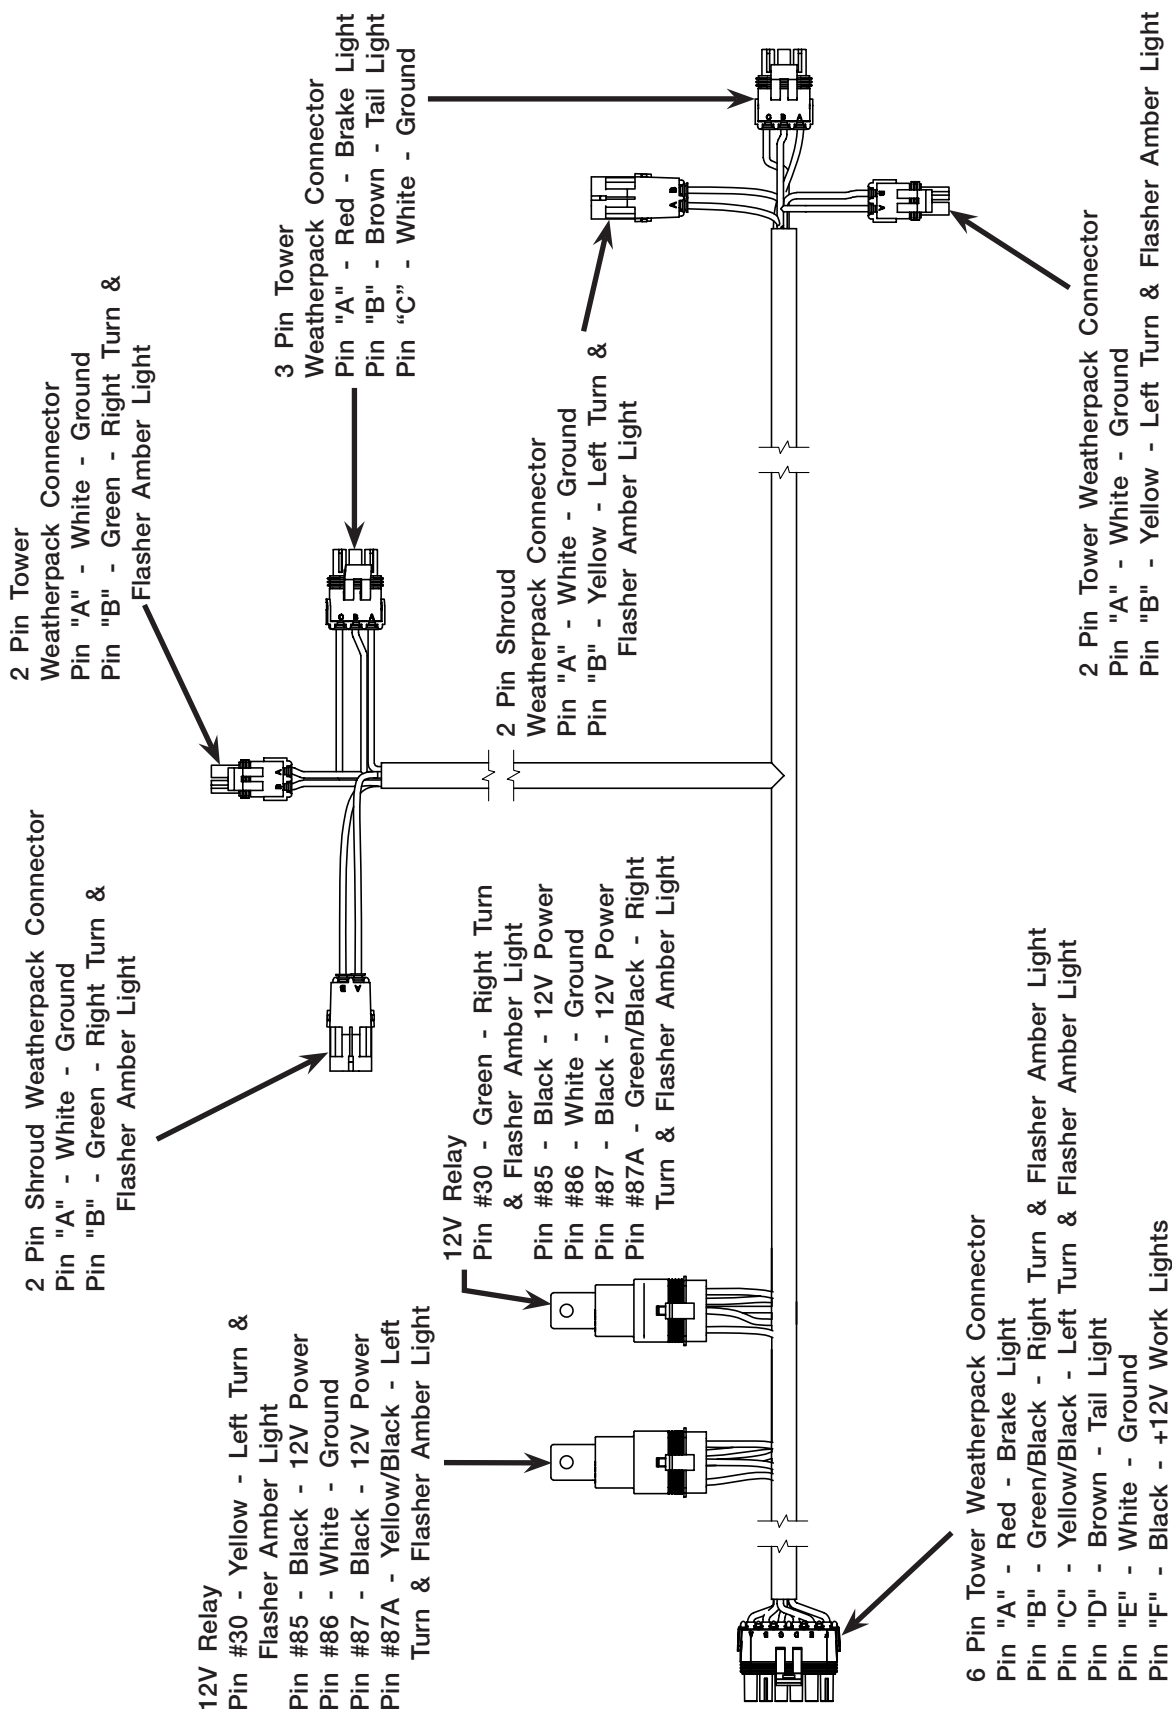 12V Relay
Pin #30 - Yellow - Left Turn &
Flasher Amber Light
Pin #85 - Black - 12V Power
Pin #86 - White - Ground
Pin #87 - Black - 12V Power
Pin #87A - Yellow/Black - Left
Turn & Flasher Amber Light
2 Pin Shroud Weatherpack Connector
Pin "A" - White - Ground
Pin "B" - Green - Right Turn &
Flasher Amber Light
2 Pin Tower
Weatherpack Connector
Pin "A" - White - Ground
Pin "B" - Green - Right Turn &
Flasher Amber Light
3 Pin Tower
Weatherpack Connector
Pin "A" - Red - Brake Light
Pin "B" - Brown - Tail Light
Pin “C” - White - Ground
12V Relay
Pin #30 - Green - Right Turn
& Flasher Amber Light
Pin #85 - Black - 12V Power
Pin #86 - White - Ground
Pin #87 - Black - 12V Power
Pin #87A - Green/Black - Right
Turn & Flasher Amber Light
2 Pin Shroud
Weatherpack Connector
Pin "A" - White - Ground
Pin "B" - Yellow - Left Turn &
Flasher Amber Light
6 Pin Tower Weatherpack Connector
Pin "A" - Red - Brake Light
Pin "B" - Green/Black - Right Turn & Flasher Amber Light
Pin "C" - Yellow/Black - Left Turn & Flasher Amber Light
Pin "D" - Brown - Tail Light
Pin "E" - White - Ground
Pin "F" - Black - +12V Work Lights
2 Pin Tower Weatherpack Connector
Pin "A" - White - Ground
Pin "B" - Yellow - Left Turn & Flasher Amber Light
B A
C B A
B A
A B
C B A
A B